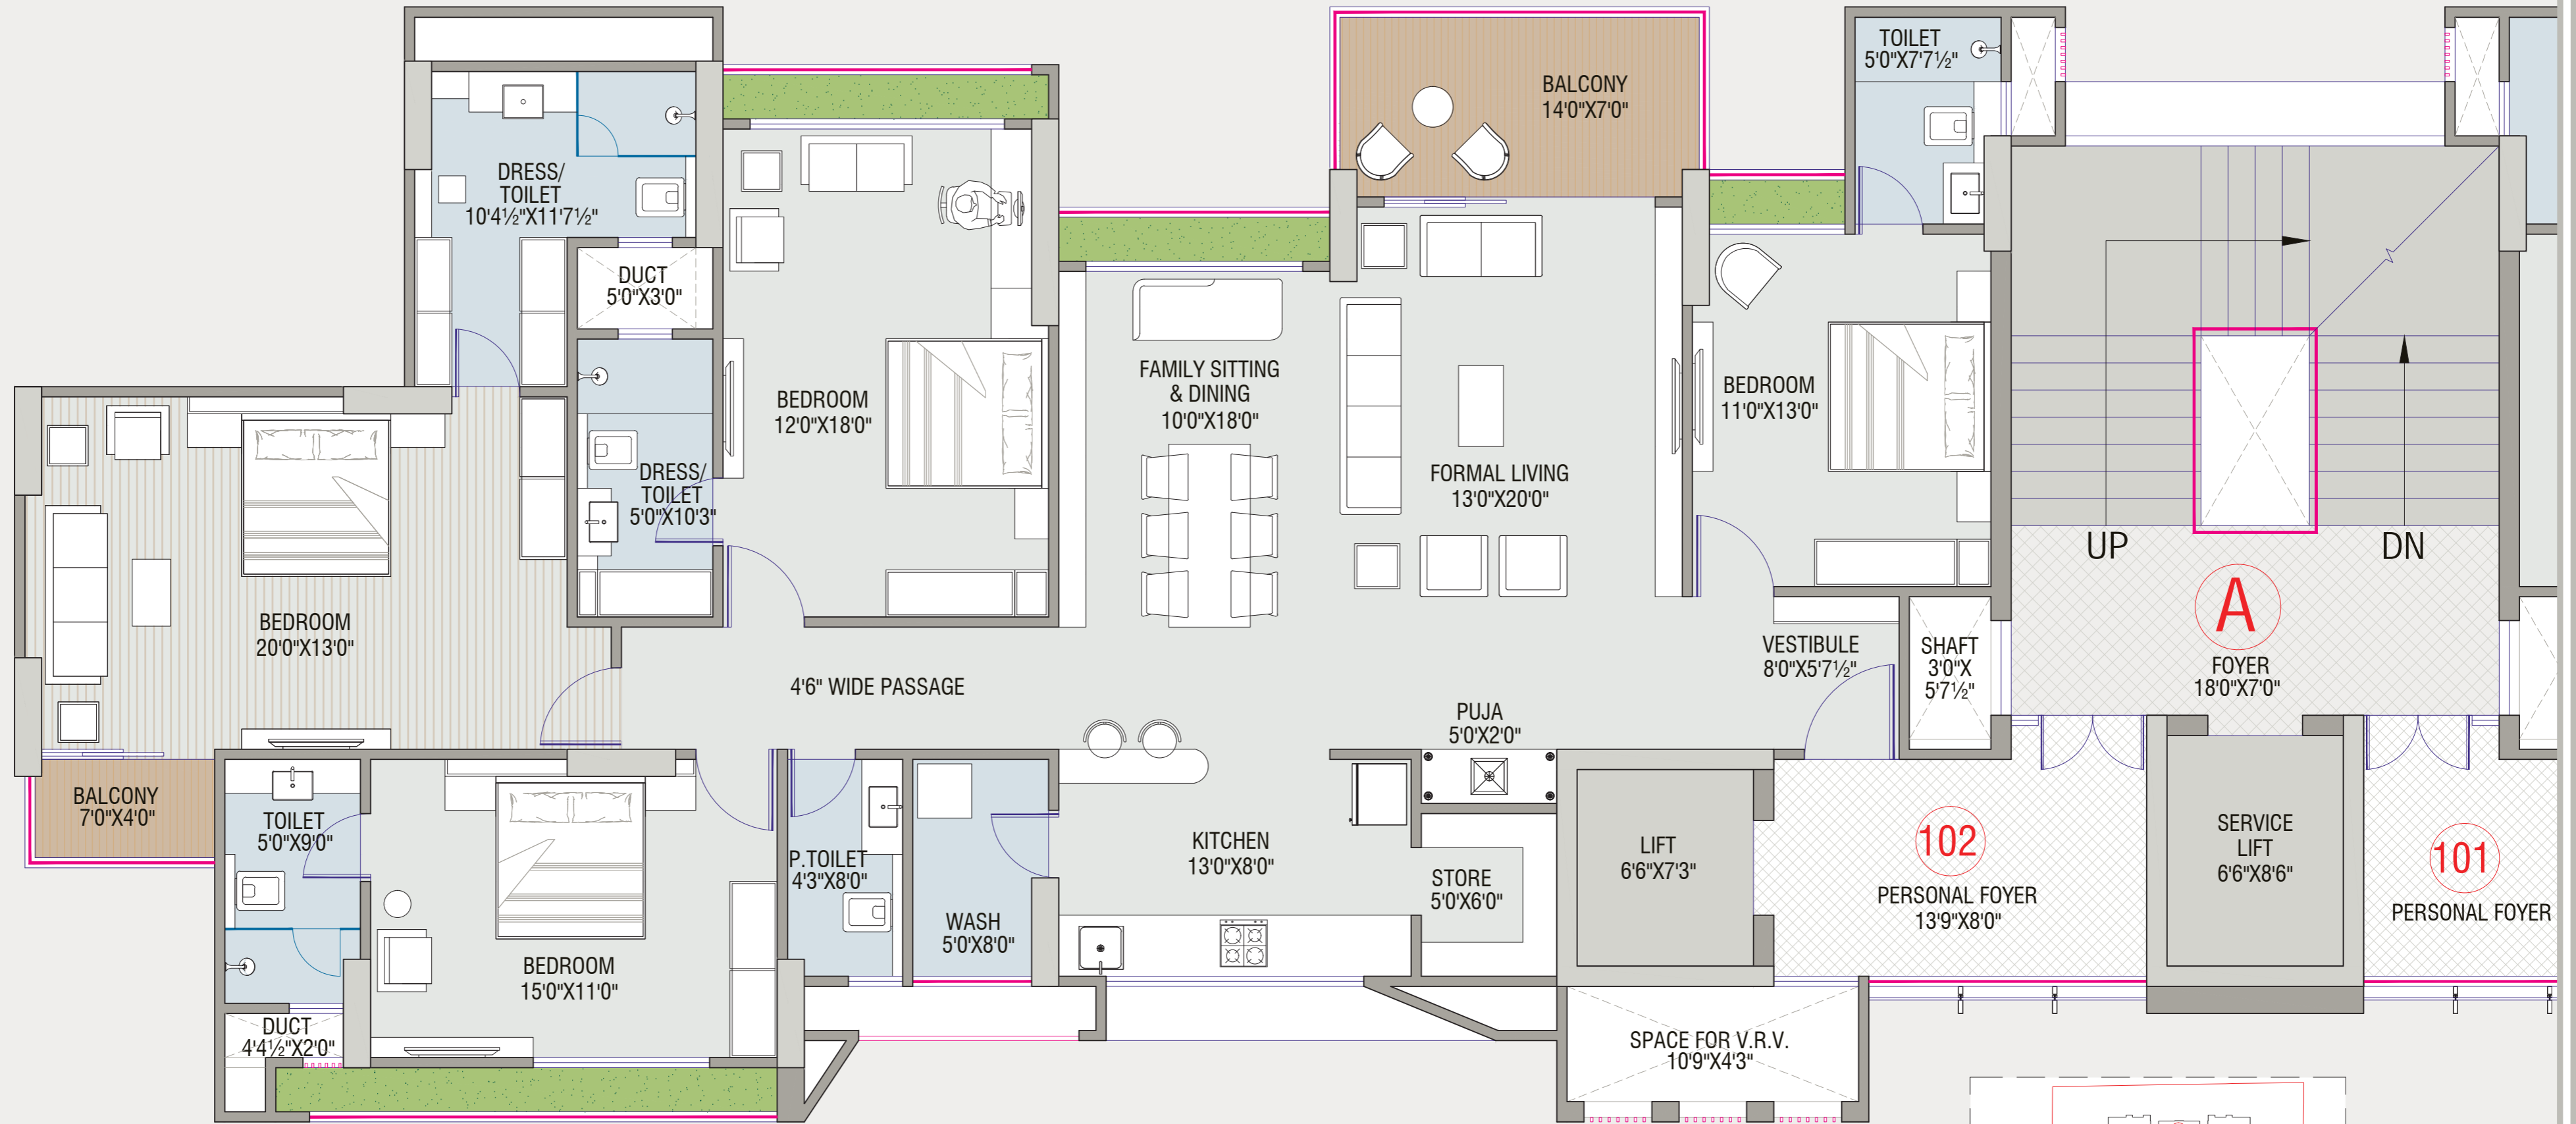 TOILET
5'0"X7'7½"
BALCONY
14'0"X7'0"
DRESS/
TOILET
10'4½"X11'7½"
DUCT
5'0"X3'0"
BEDROOM
12'0"X18'0"
FAMILY SITTING
& DINING
10'0"X18'0"
BEDROOM
11'0"X13'0"
DRESS/
TOILET
5'0"X10'3"
FORMAL LIVING
13'0"X20'0"
UP
DN
A
FOYER
18'0"X7'0"
BEDROOM
20'0"X13'0"
4'6" WIDE PASSAGE
VESTIBULE
8'0"X5'7½"
SHAFT
3'0"X
5'7½"
PUJA
5'0"X2'0"
BALCONY
7'0"X4'0"
TOILET
5'0"X9'0"
P.TOILET
4'3"X8'0"
KITCHEN
13'0"X8'0"
LIFT
6'6"X7'3"
102
PERSONAL FOYER
13'9"X8'0"
SERVICE
LIFT
6'6"X8'6"
101
PERSONAL FOYER
STORE
5'0"X6'0"
WASH
5'0"X8'0"
BEDROOM
15'0"X11'0"
DUCT
4'4½"X2'0"
SPACE FOR V.R.V.
10'9"X4'3"